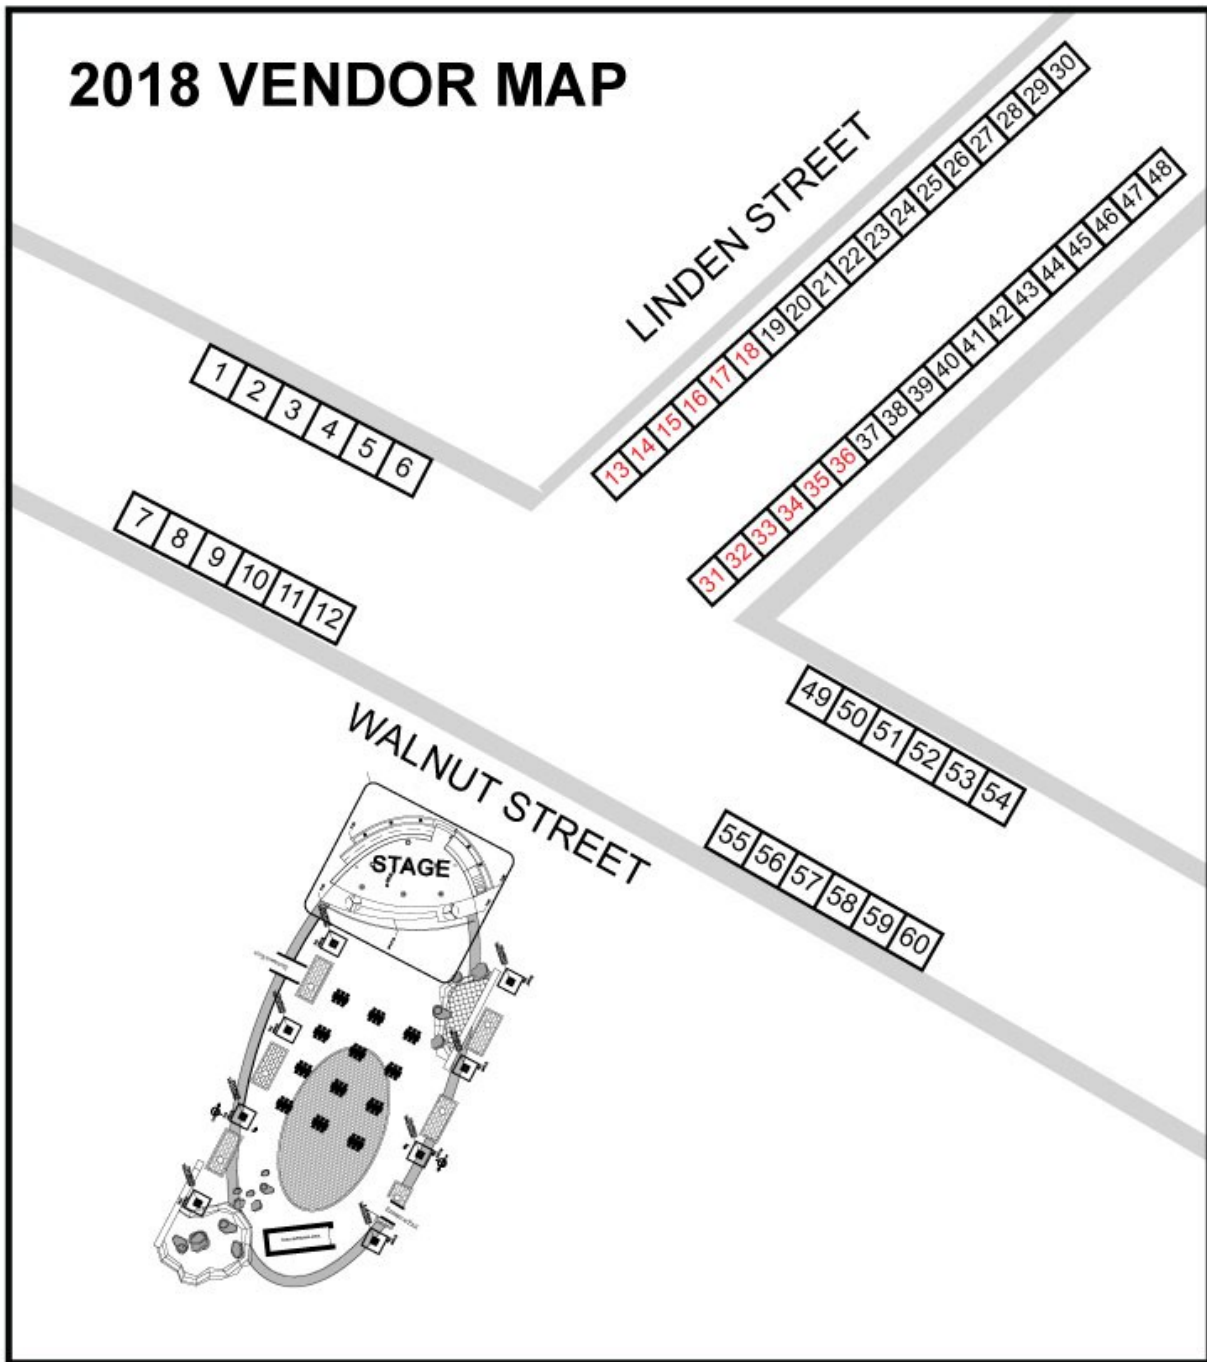 2018 VENDOR MAP
LINDEN STREET
13 14 15 16 17 18 19 20 21 22 23 24 25 26 27 28 29 30
31 32 33 34 35 36 37 38 39 40 41 42 43 44 45 46 47 48
1 2 3 4 5 6
7 8 9 10 11 12
WALNUT STREET
49 50 51 52 53 54
55 56 57 58 59 60
STAGE